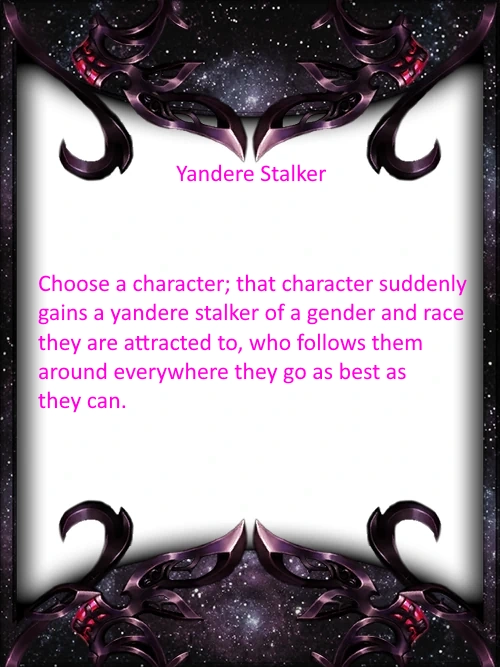 Yandere Stalker
Choose a character; that character suddenly
gains a yandere stalker of a gender and race
they are attracted to, who follows them
around everywhere they go as best as
they can.